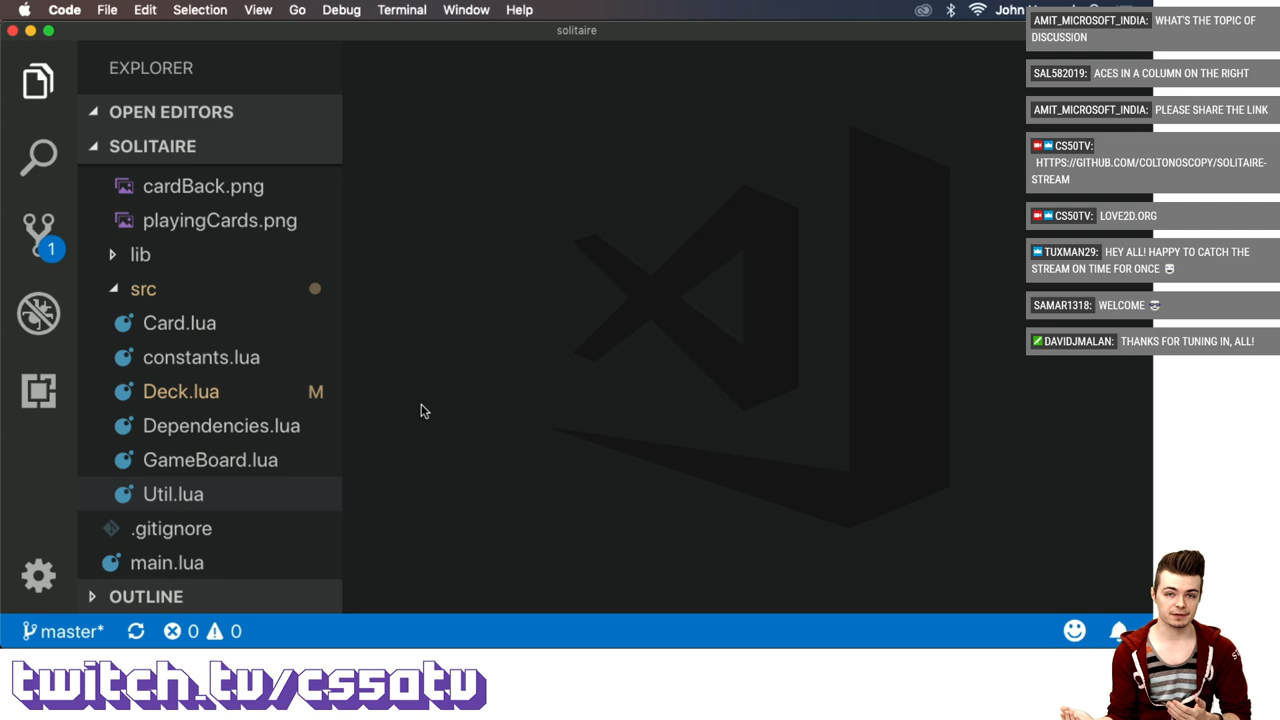 Code File Edit Selection View Go Debug Terminal Window Help
solitaire
EXPLORER
OPEN EDITORS
SOLITAIRE
cardBack.png
playingCards.png
lib
src
Card.lua
constants.lua
Deck.lua M
Dependencies.lua
GameBoard.lua
Util.lua
.gitignore
main.lua
OUTLINE
1
master* 0 0
twitch.tv/cs50tv
AMIT_MICROSOFT_INDIA: WHAT'S THE TOPIC OF
DISCUSSION
SAL582019: ACES IN A COLUMN ON THE RIGHT
AMIT_MICROSOFT_INDIA: PLEASE SHARE THE LINK
CS50TV:
HTTPS://GITHUB.COM/COLTONOSCOPY/SOLITAIRE-
STREAM
CS50TV: LOVE2D.ORG
TUXMAN29: HEY ALL! HAPPY TO CATCH THE
STREAM ON TIME FOR ONCE
SAMAR1318: WELCOME
DAVIDJMALAN: THANKS FOR TUNING IN, ALL!